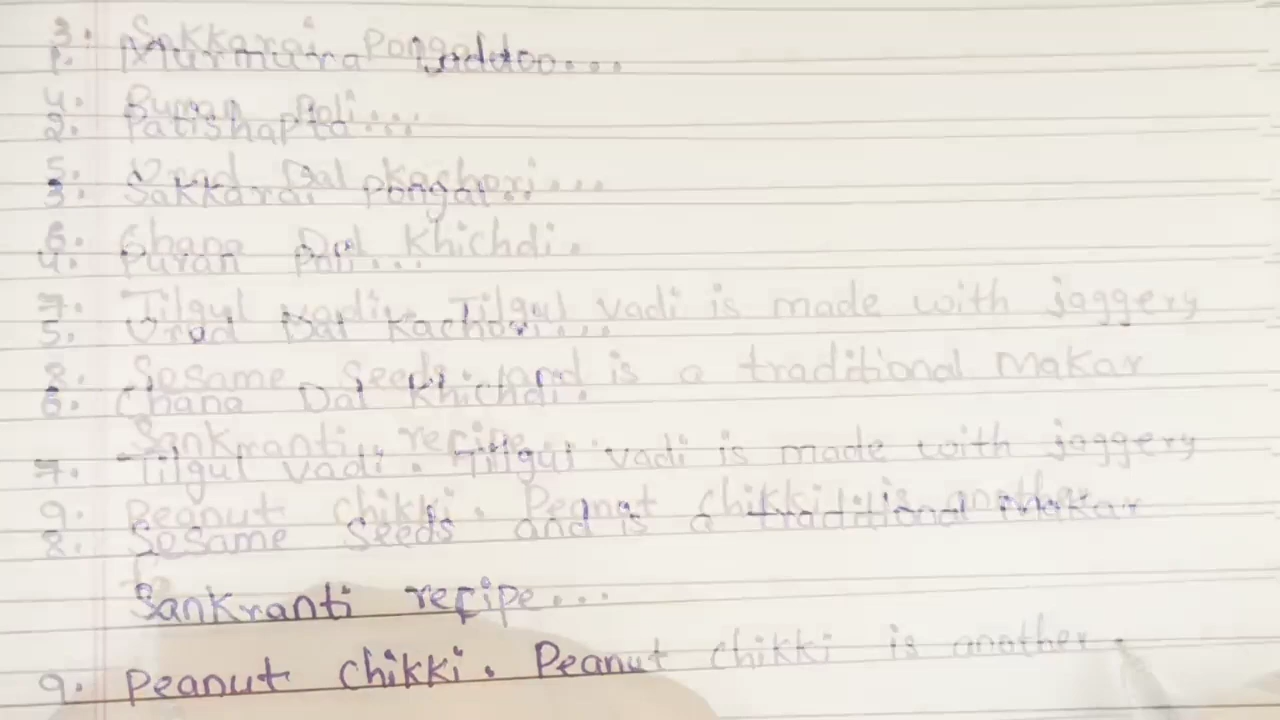 1. Murmura Laddoo...
2. Patishapta...
3. Sakkarai Pongal...
4. Puran Poli...
5. Urad Dal Kachori...
6. Chana Dal Khichdi.
7. Tilgul vadi. Tilgul vadi is made with jaggery
8. Sesame Seeds and is a traditional Makar
Sankranti recipe...
9. Peanut chikki. Peanut chikki is another